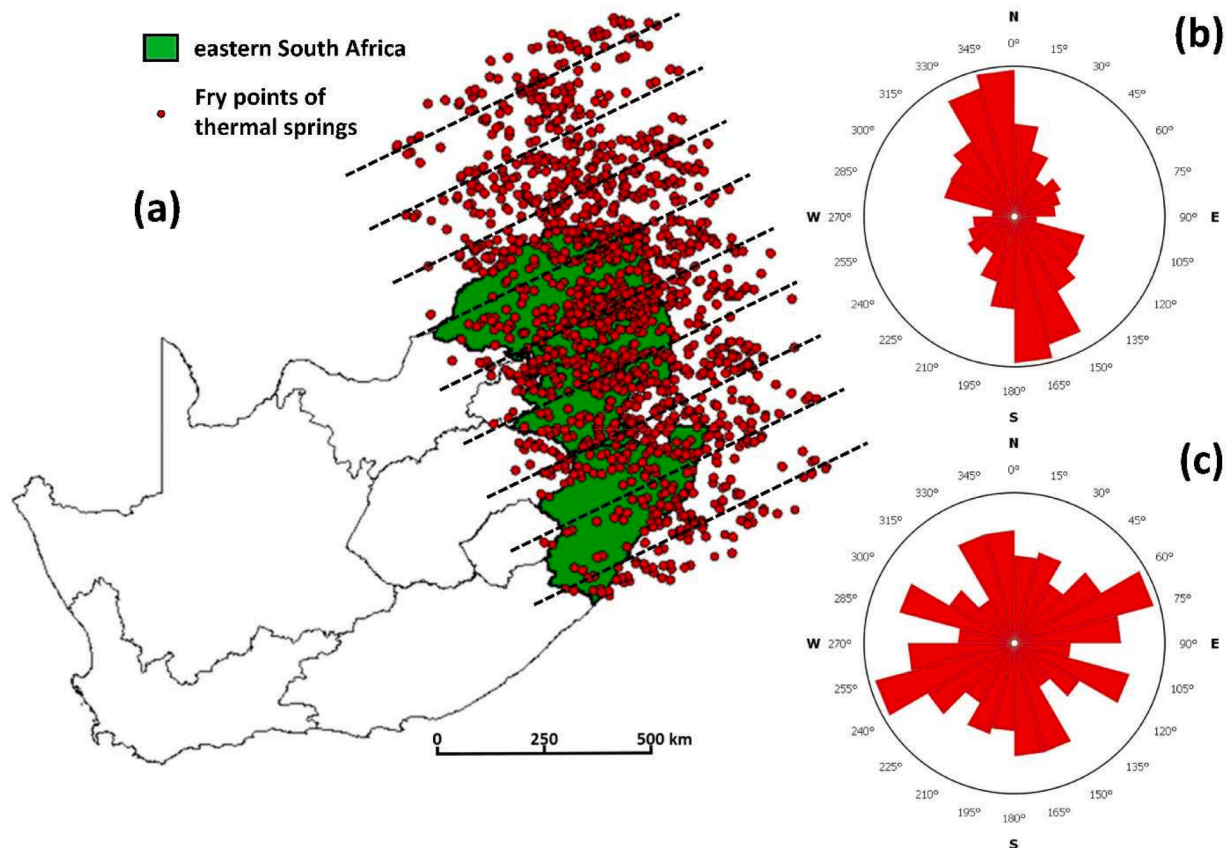 eastern South Africa
Fry points of
thermal springs
(a)
0 250 500 km
(b)
N
0°
15°
30°
45°
60°
75°
90° E
105°
120°
135°
150°
165°
180°
S
195°
210°
225°
240°
255°
W 270°
285°
300°
315°
330°
345°
(c)
N
0°
15°
30°
45°
60°
75°
90° E
105°
120°
135°
150°
165°
180°
S
195°
210°
225°
240°
255°
W 270°
285°
300°
315°
330°
345°